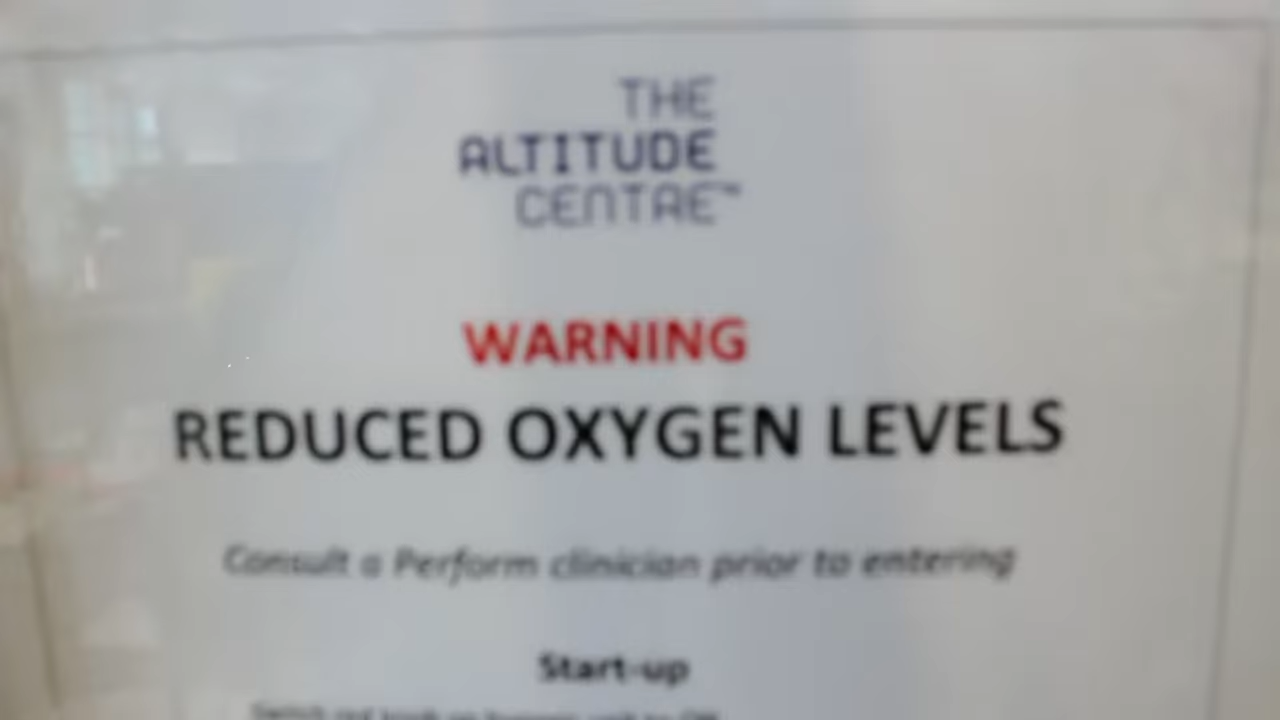 THE
ALTITUDE
CENTRE™
WARNING
REDUCED OXYGEN LEVELS
Consult a Perform clinician prior to entering
Start-up